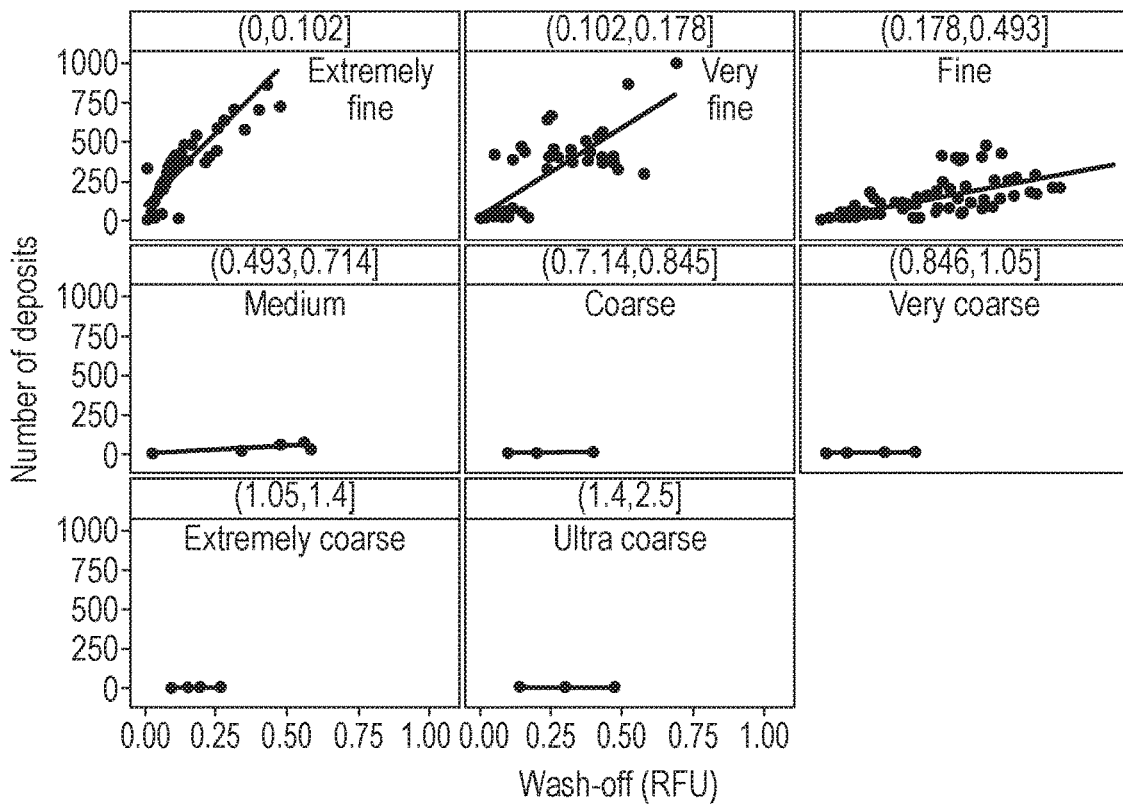 (0,0.102]
(0.102,0.178]
(0.178,0.493]
Extremely
fine
Very
fine
Fine
1000
750
500
250
0
(0.493,0.714]
(0.7.14,0.845]
(0.846,1.05]
Medium
Coarse
Very coarse
1000
750
500
250
0
(1.05,1.4]
(1.4,2.5]
Extremely coarse
Ultra coarse
1000
750
500
250
0
0.00 0.25 0.50 0.75 1.00
0.00 0.25 0.50 0.75 1.00
Number of deposits
Wash-off (RFU)